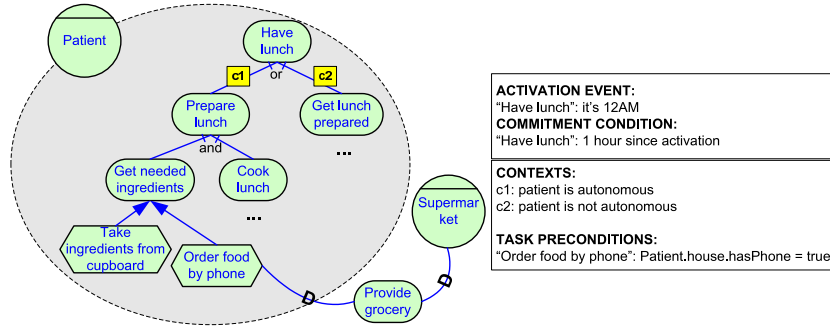 Patient
Have
lunch
or
c1
c2
Prepare
lunch
Get lunch
prepared
...
and
Get needed
ingredients
Cook
lunch
...
Take
ingredients from
cupboard
Order food
by phone
D
Provide
grocery
D
Supermar
ket
ACTIVATION EVENT:
“Have lunch”: it’s 12AM
COMMITMENT CONDITION:
“Have lunch”: 1 hour since activation
CONTEXTS:
c1: patient is autonomous
c2: patient is not autonomous
TASK PRECONDITIONS:
“Order food by phone”: Patient.house.hasPhone = true